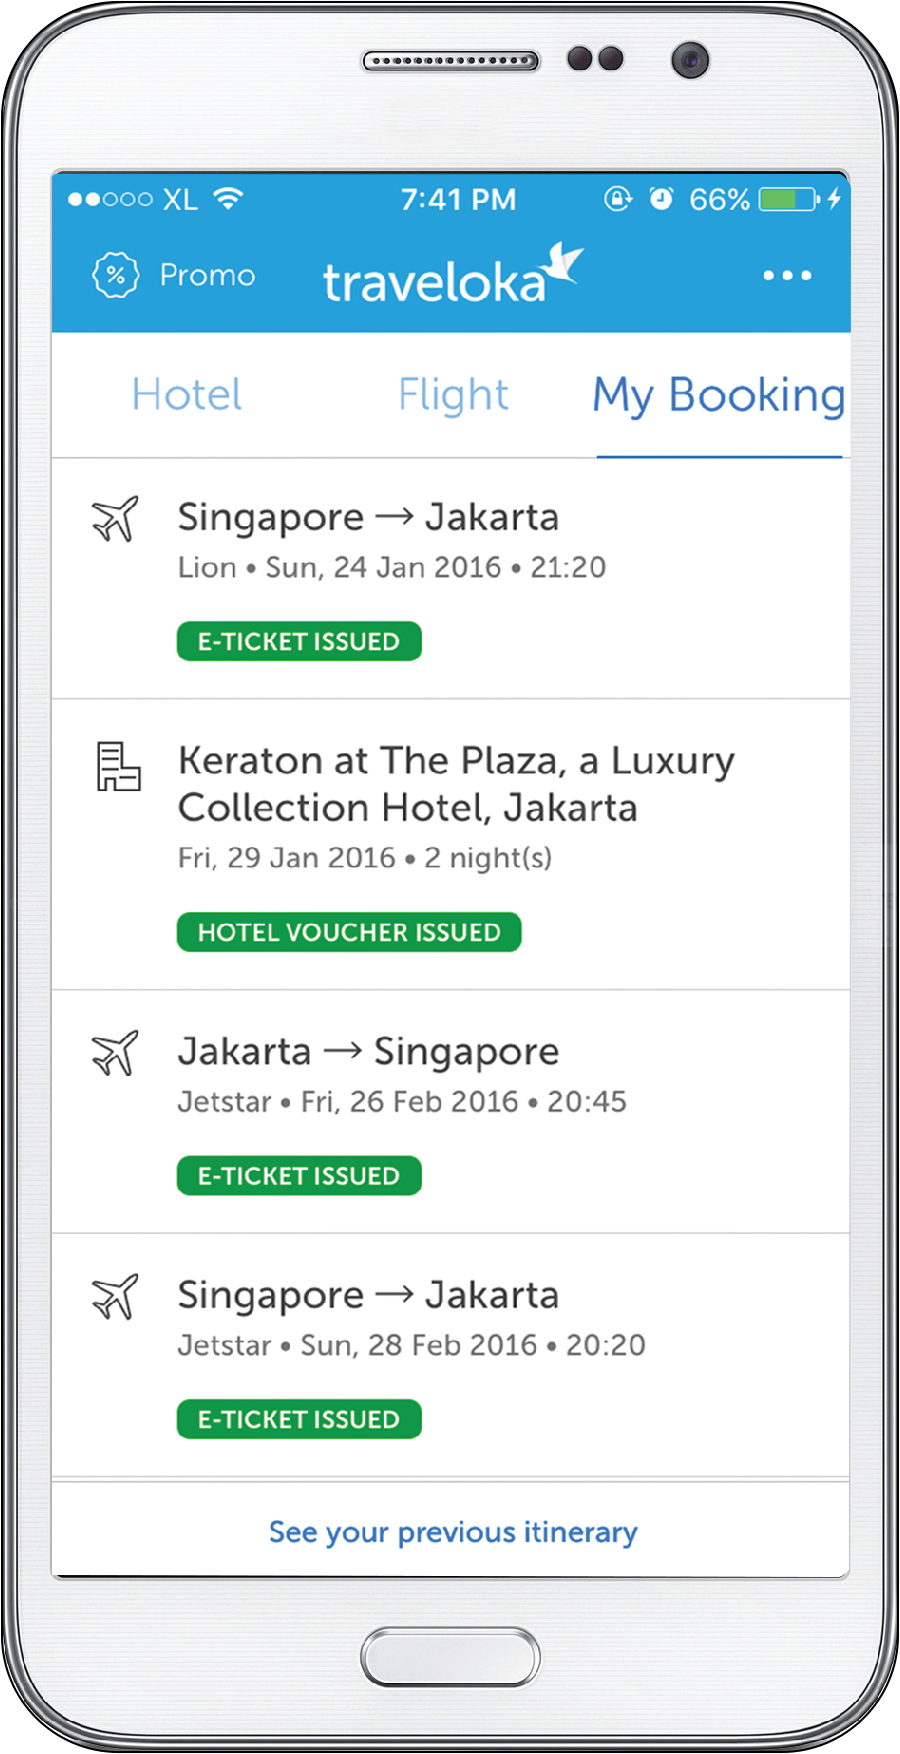 XL 7:41 PM 66%
% Promo traveloka
Hotel Flight My Booking
Singapore → Jakarta
Lion • Sun, 24 Jan 2016 • 21:20
E-TICKET ISSUED
Keraton at The Plaza, a Luxury
Collection Hotel, Jakarta
Fri, 29 Jan 2016 • 2 night(s)
HOTEL VOUCHER ISSUED
Jakarta → Singapore
Jetstar • Fri, 26 Feb 2016 • 20:45
E-TICKET ISSUED
Singapore → Jakarta
Jetstar • Sun, 28 Feb 2016 • 20:20
E-TICKET ISSUED
See your previous itinerary